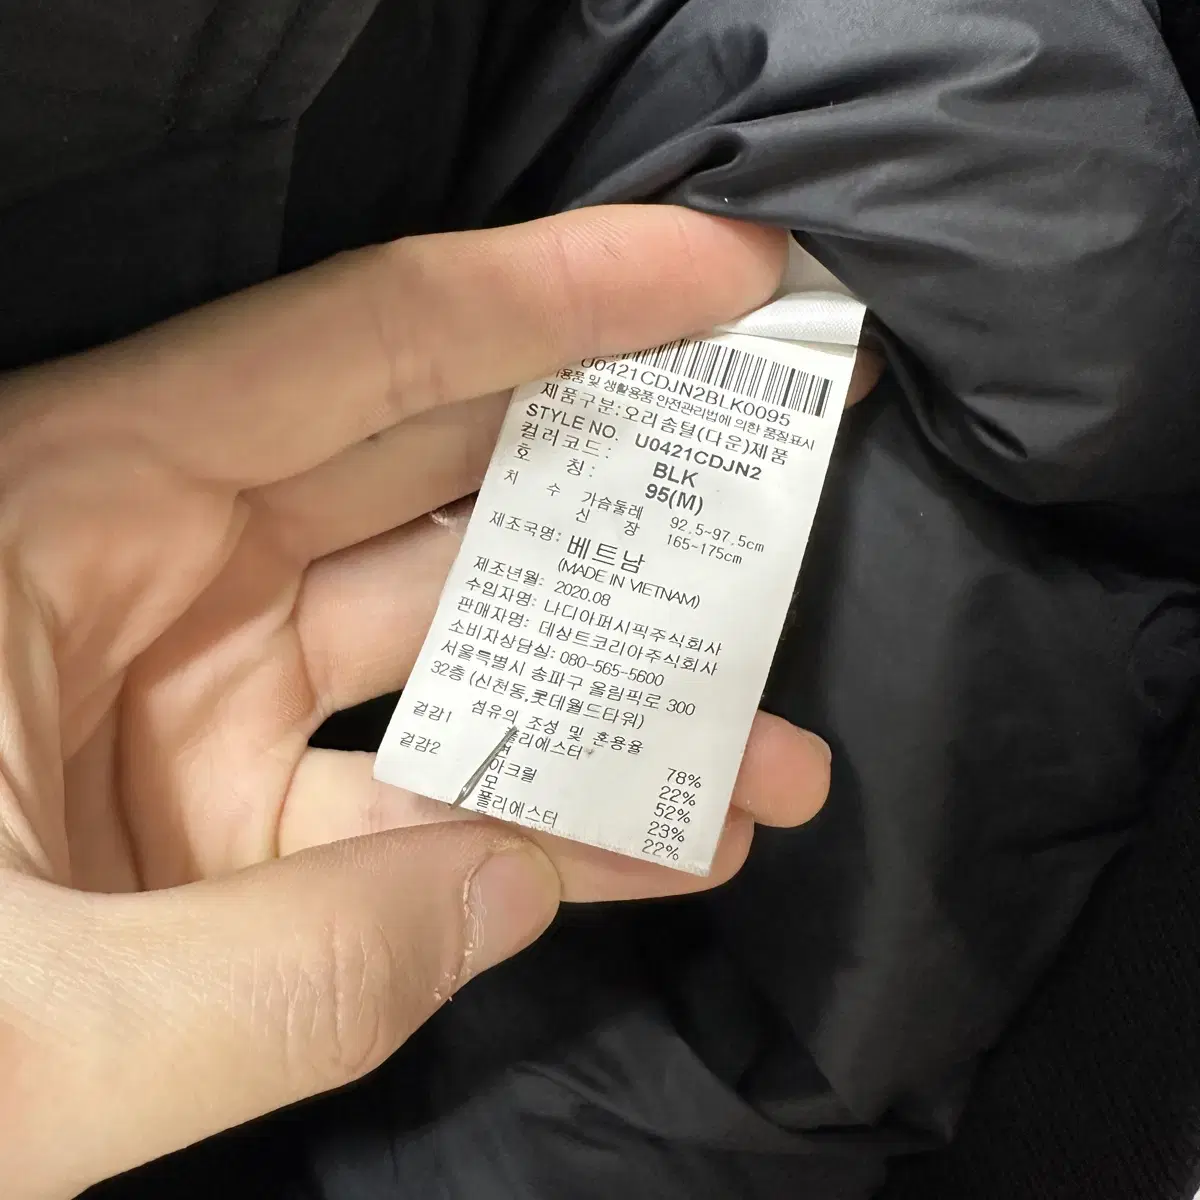 U0421CDJN2BLK0095
용품 및 생활용품 안전관리법에 의한 품질표시
제품구분: 오리솜털(다운)제품
STYLE NO. U0421CDJN2
컬러코드: BLK
호 칭: 95(M)
치 수 가슴둘레 92.5~97.5cm
신 장 165~175cm
제조국명: 베트남
(MADE IN VIETNAM)
제조년월: 2020.08
수입자명: 나디아퍼시픽주식회사
판매자명: 데상트코리아주식회사
소비자상담실: 080-565-5600
서울특별시 송파구 올림픽로 300
32층 (신천동,롯데월드타워)
섬유의 조성 및 혼용율
겉감1 폴리에스터 78%
면 22%
겉감2 아크릴 52%
모 23%
폴리에스터 22%